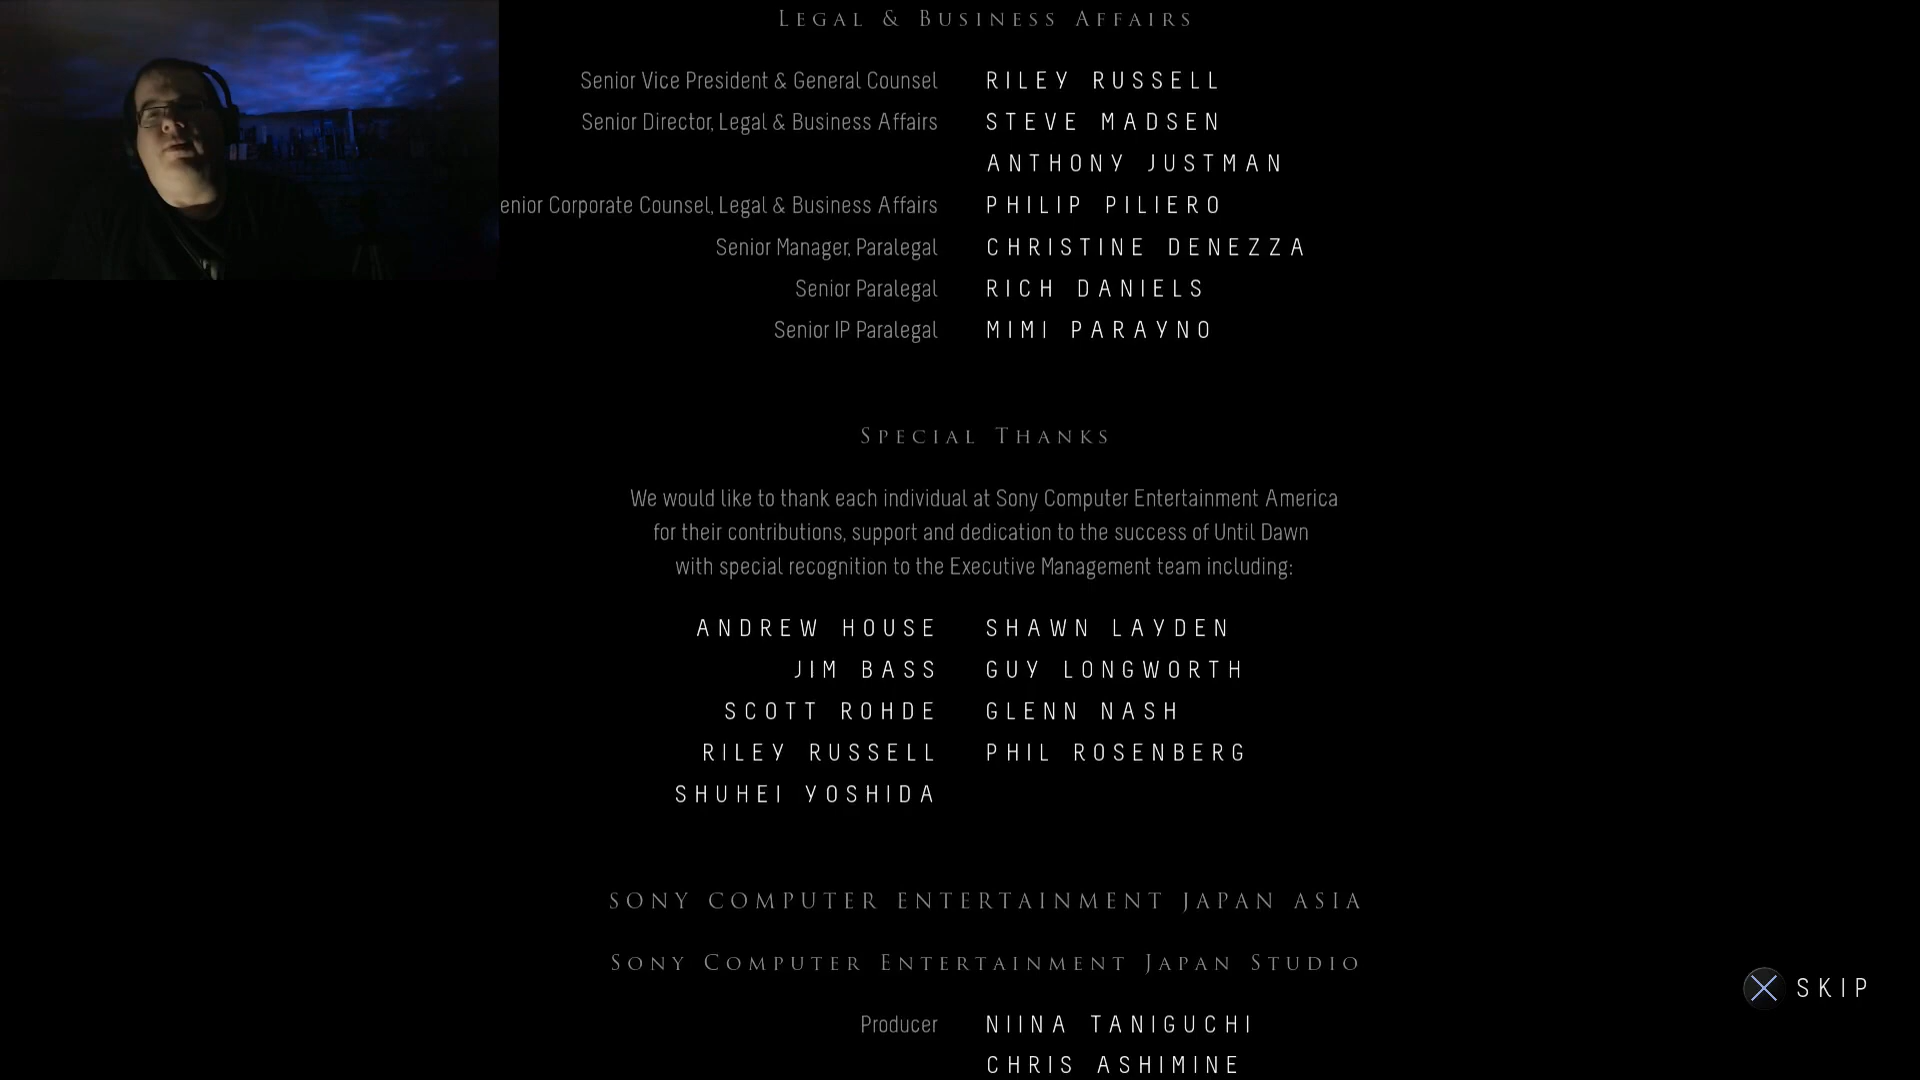 LEGAL & BUSINESS AFFAIRS
Senior Vice President & General Counsel RILEY RUSSELL
Senior Director, Legal & Business Affairs STEVE MADSEN
ANTHONY JUSTMAN
enior Corporate Counsel, Legal & Business Affairs PHILIP PILIERO
Senior Manager, Paralegal CHRISTINE DENEZZA
Senior Paralegal RICH DANIELS
Senior IP Paralegal MIMI PARAYNO
SPECIAL THANKS
We would like to thank each individual at Sony Computer Entertainment America
for their contributions, support and dedication to the success of Until Dawn
with special recognition to the Executive Management team including:
ANDREW HOUSE SHAWN LAYDEN
JIM BASS GUY LONGWORTH
SCOTT ROHDE GLENN NASH
RILEY RUSSELL PHIL ROSENBERG
SHUHEI YOSHIDA
SONY COMPUTER ENTERTAINMENT JAPAN ASIA
SONY COMPUTER ENTERTAINMENT JAPAN STUDIO
SKIP
Producer NIINA TANIGUCHI
CHRIS ASHIMINE